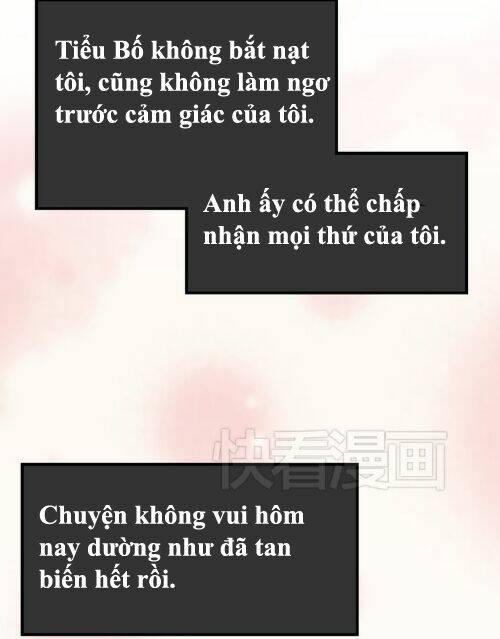 Tiểu Bố không bắt nạt
tôi, cũng không làm ngơ
trước cảm giác của tôi.
Anh ấy có thể chấp
nhận mọi thứ của tôi.
快看漫画
Chuyện không vui hôm
nay dường như đã tan
biến hết rồi.